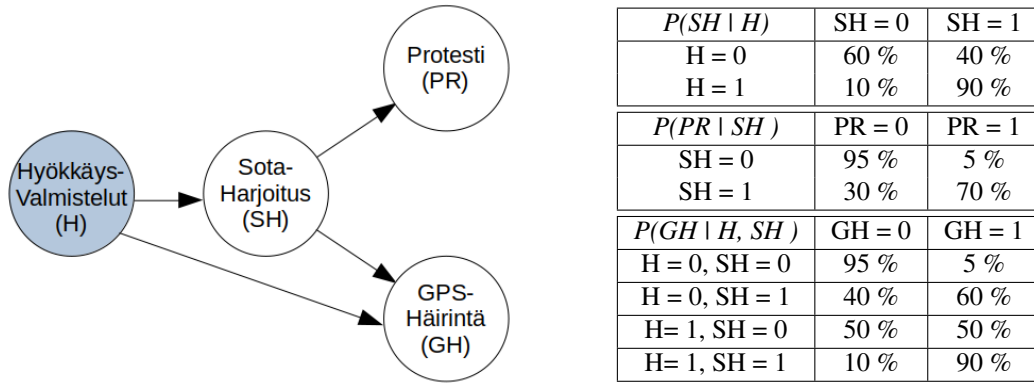 Protesti
(PR)
Hyökkäys-
Valmistelut
(H)
Sota-
Harjoitus
(SH)
GPS-
Häirintä
(GH)
P(SH | H) SH = 0 SH = 1
H = 0 60 % 40 %
H = 1 10 % 90 %
P(PR | SH ) PR = 0 PR = 1
SH = 0 95 % 5 %
SH = 1 30 % 70 %
P(GH | H, SH ) GH = 0 GH = 1
H = 0, SH = 0 95 % 5 %
H = 0, SH = 1 40 % 60 %
H= 1, SH = 0 50 % 50 %
H= 1, SH = 1 10 % 90 %